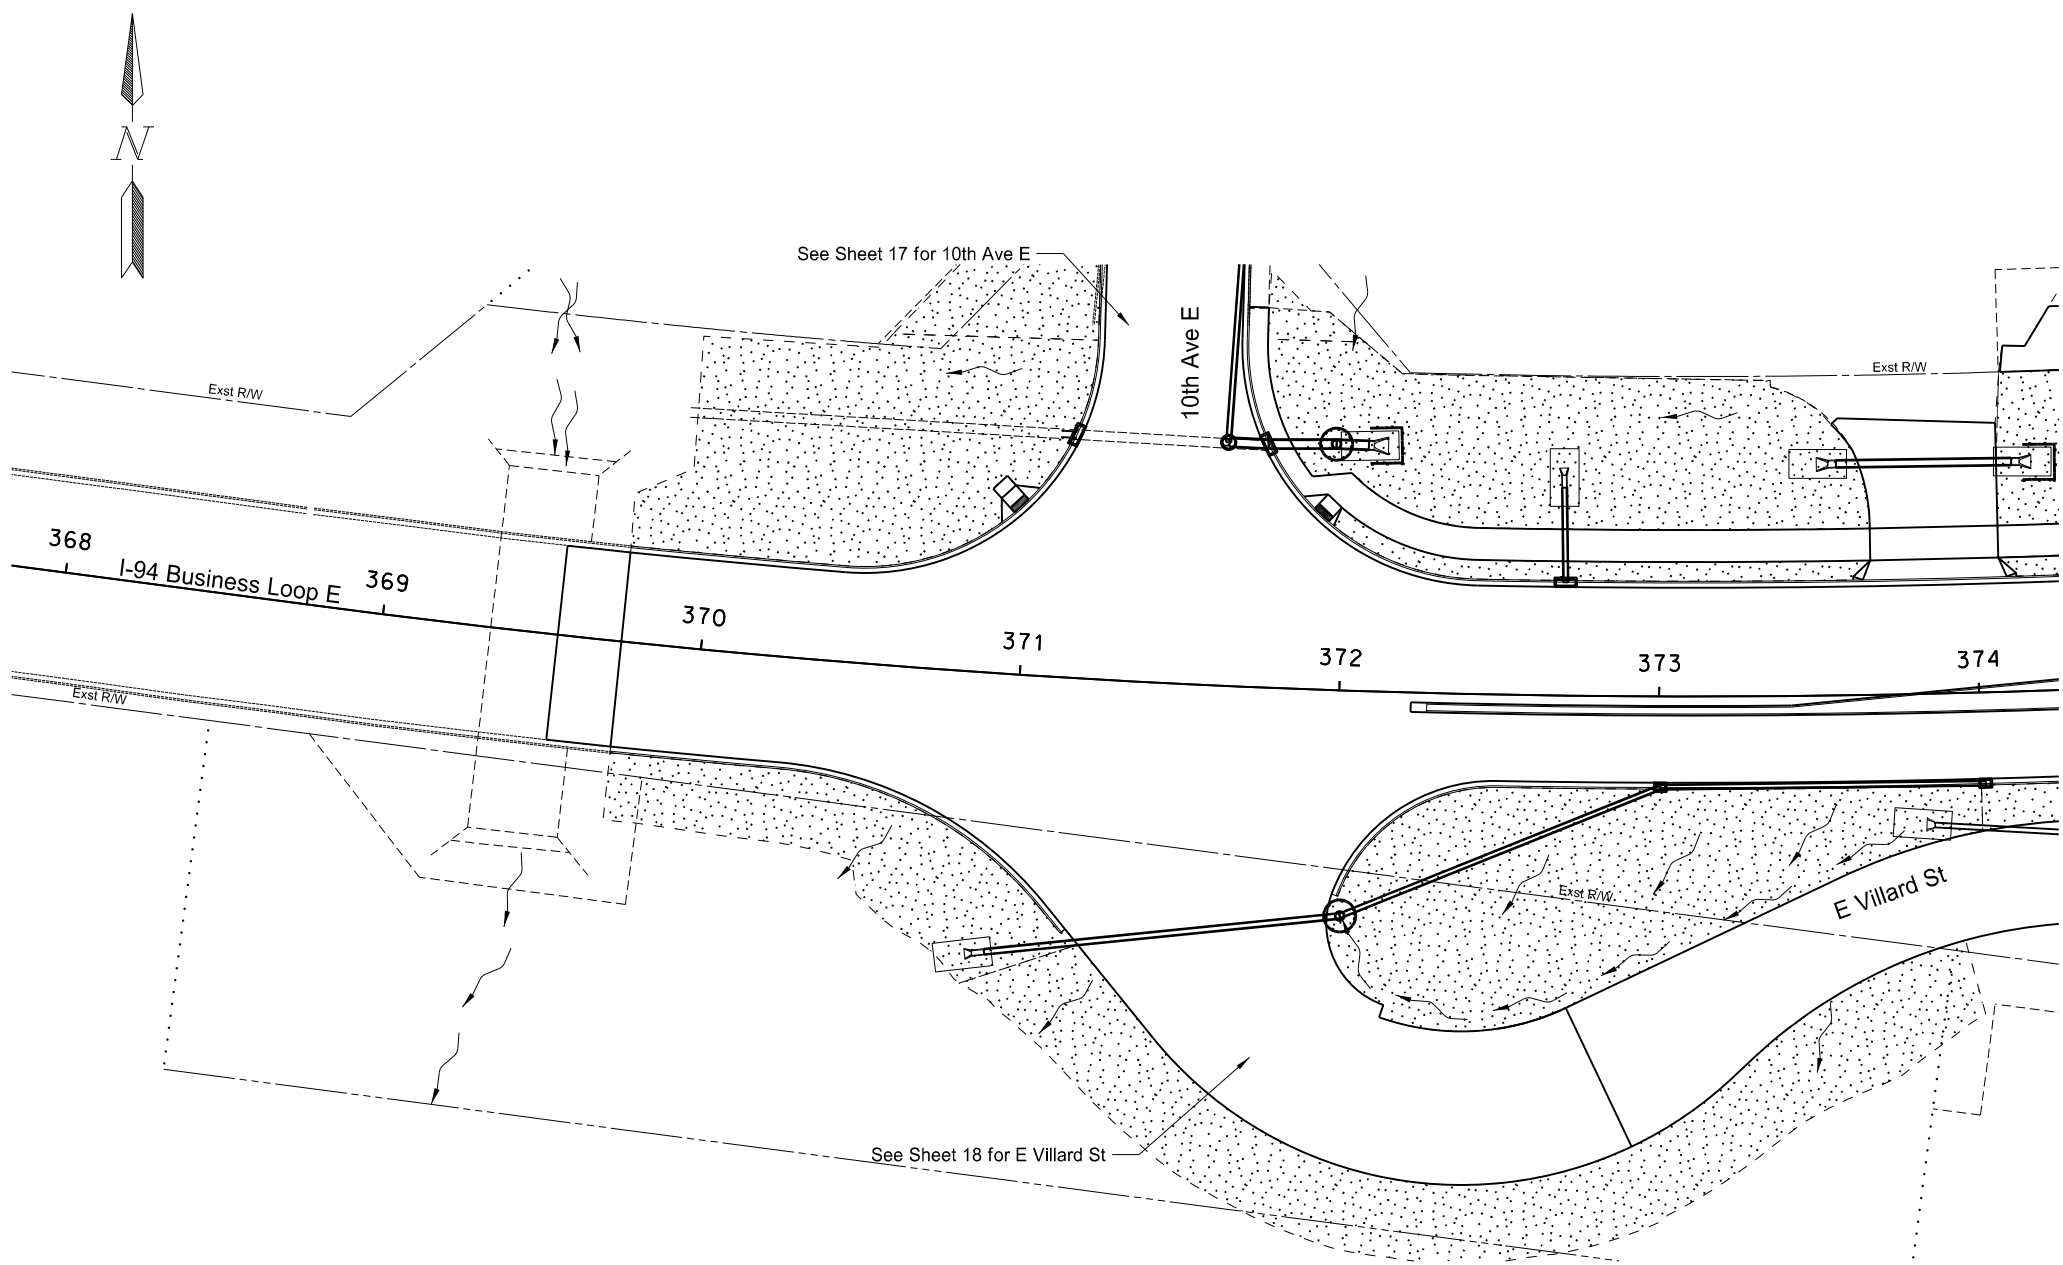 N
See Sheet 17 for 10th Ave E
10th Ave E
Exst R/W
Exst R/W
368
I-94 Business Loop E
369
370
371
372
373
374
Exst R/W
Exst R/W
E Villard St
See Sheet 18 for E Villard St